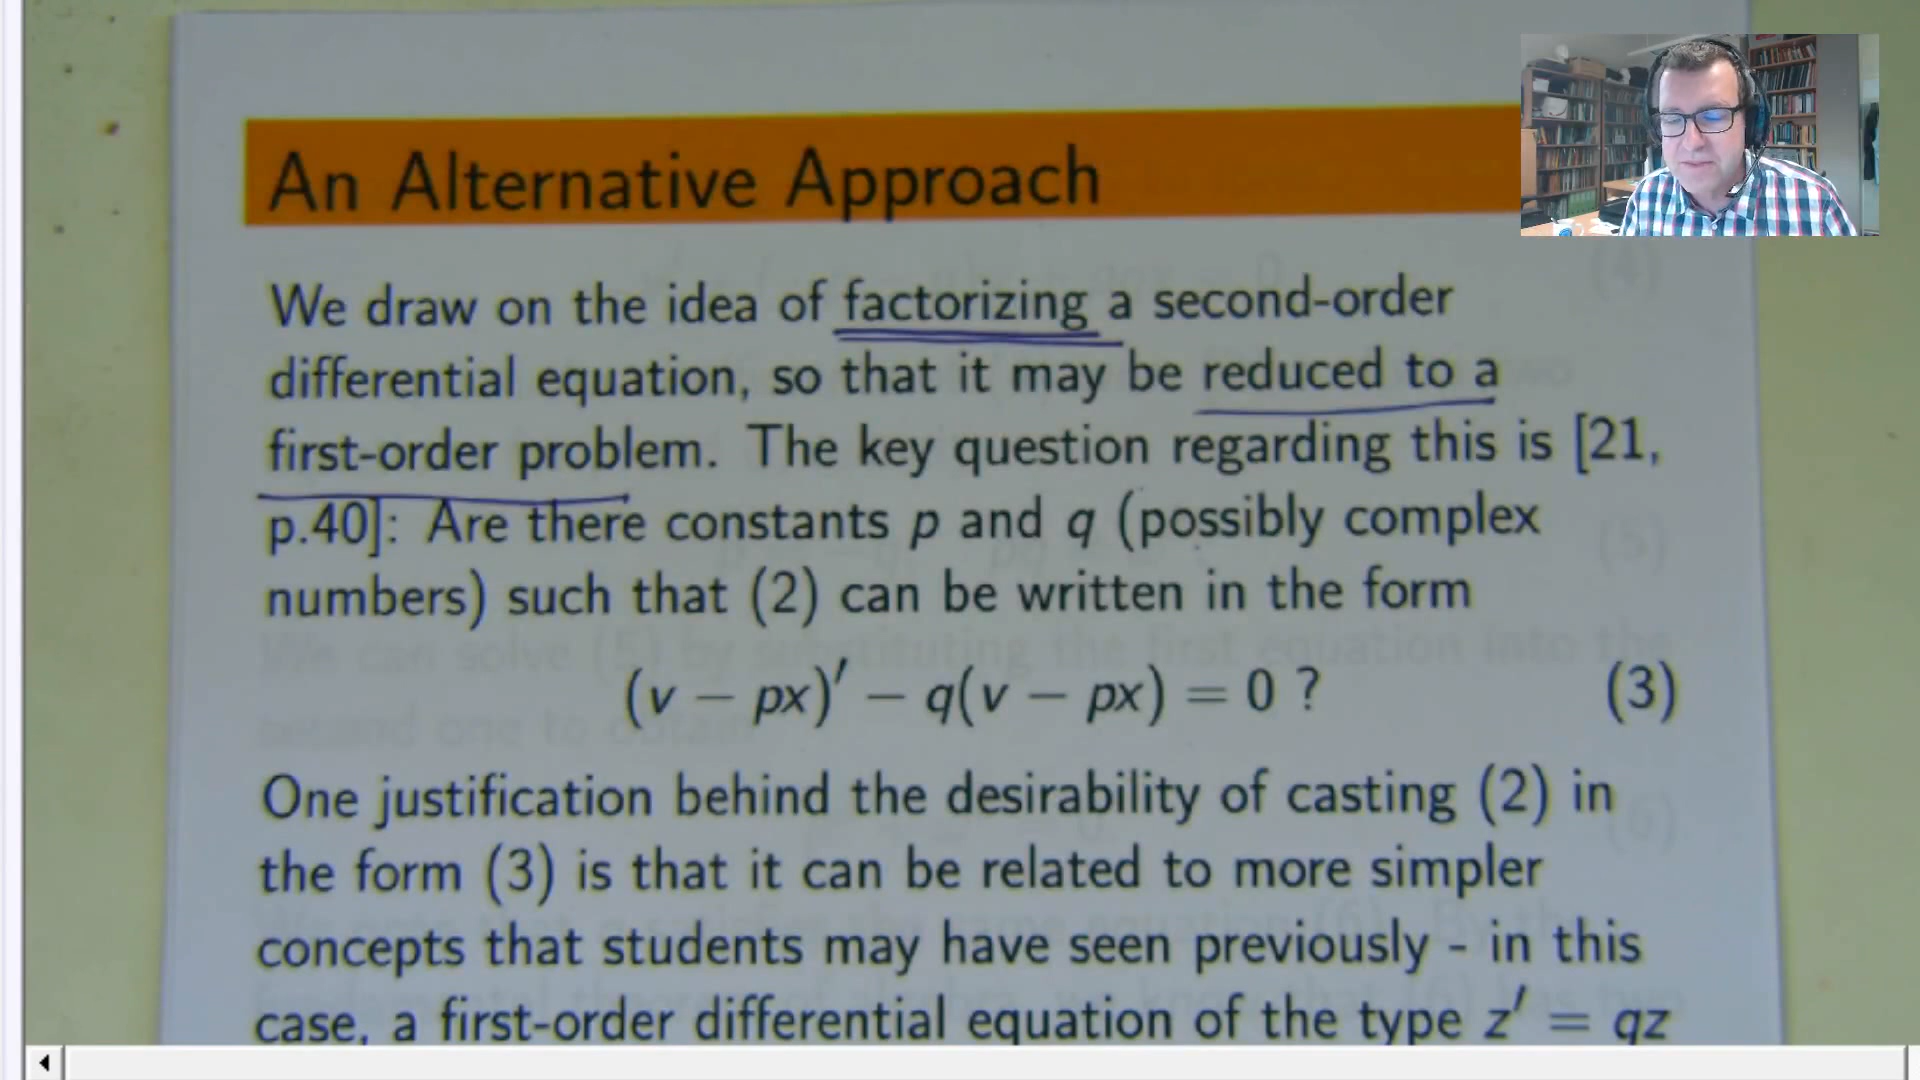 An Alternative Approach
We draw on the idea of factorizing a second-order
differential equation, so that it may be reduced to a
first-order problem. The key question regarding this is [21,
p.40]: Are there constants p and q (possibly complex
numbers) such that (2) can be written in the form
(v − px)′ − q(v − px) = 0 ? (3)
One justification behind the desirability of casting (2) in
the form (3) is that it can be related to more simpler
concepts that students may have seen previously - in this
case, a first-order differential equation of the type z′ = qz